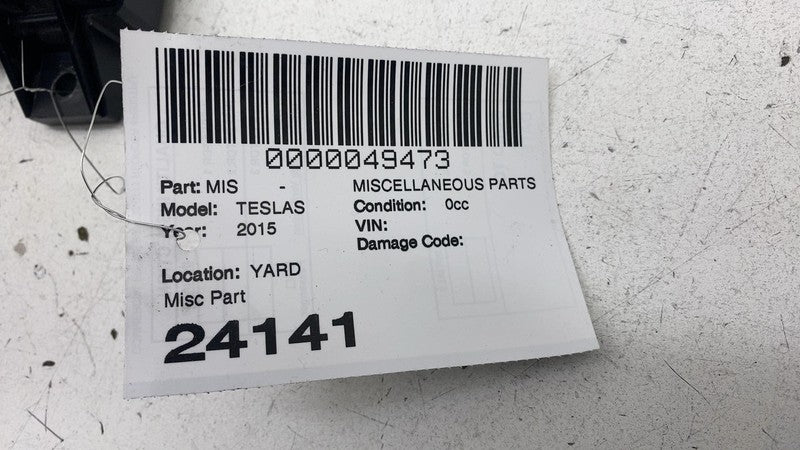 0000049473
Part: MIS - MISCELLANEOUS PARTS
Model: TESLAS Condition: 0cc
Year: 2015 VIN:
Damage Code:
Location: YARD
Misc Part
24141